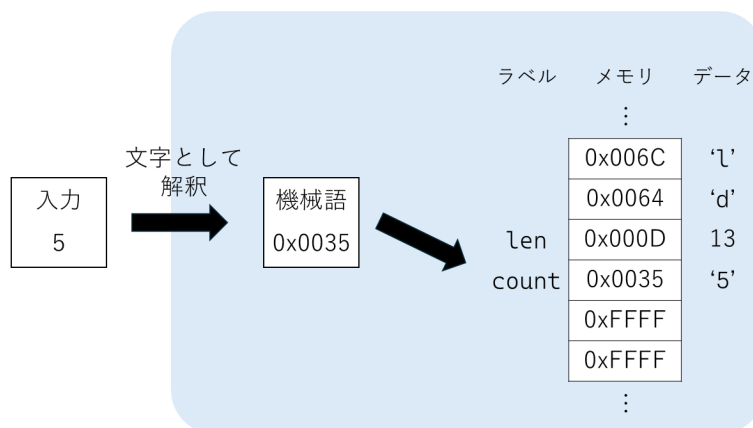 ラベル メモリ データ
⋮
文字として
解釈
入力
5
機械語
0x0035
0x006C 'l'
0x0064 'd'
len 0x000D 13
count 0x0035 '5'
0xFFFF
0xFFFF
⋮